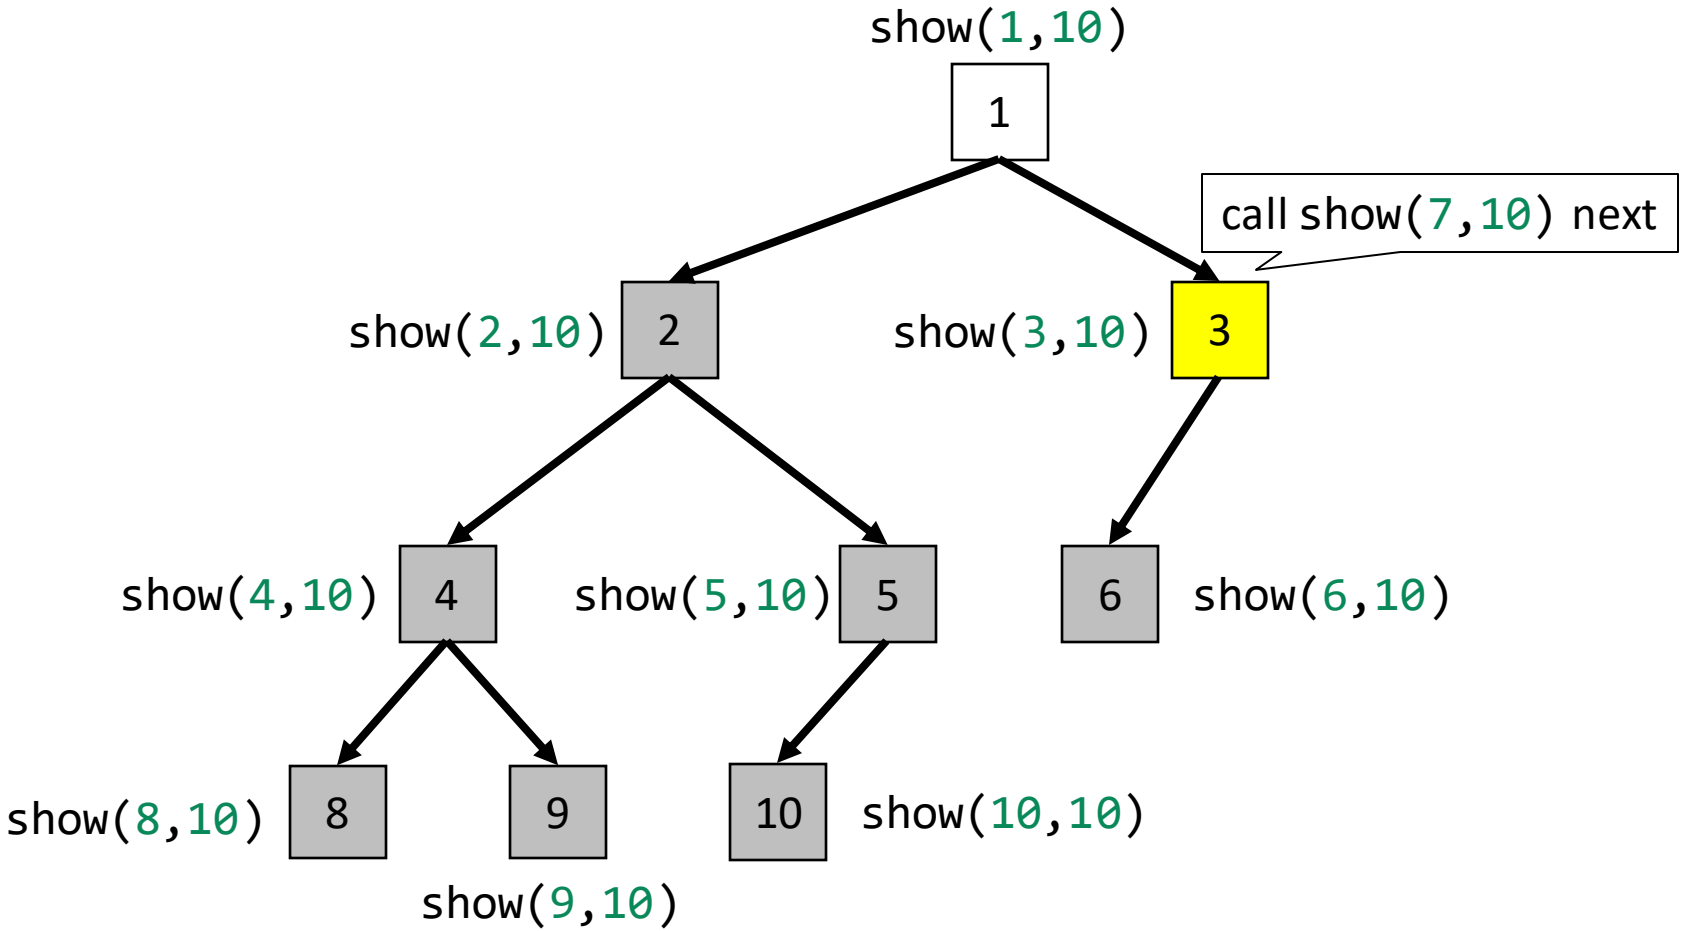 show(1,10)
1
call show(7,10) next
show(2,10)
2
show(3,10)
3
show(4,10)
4
show(5,10)
5
6
show(6,10)
show(8,10)
8
9
10
show(10,10)
show(9,10)